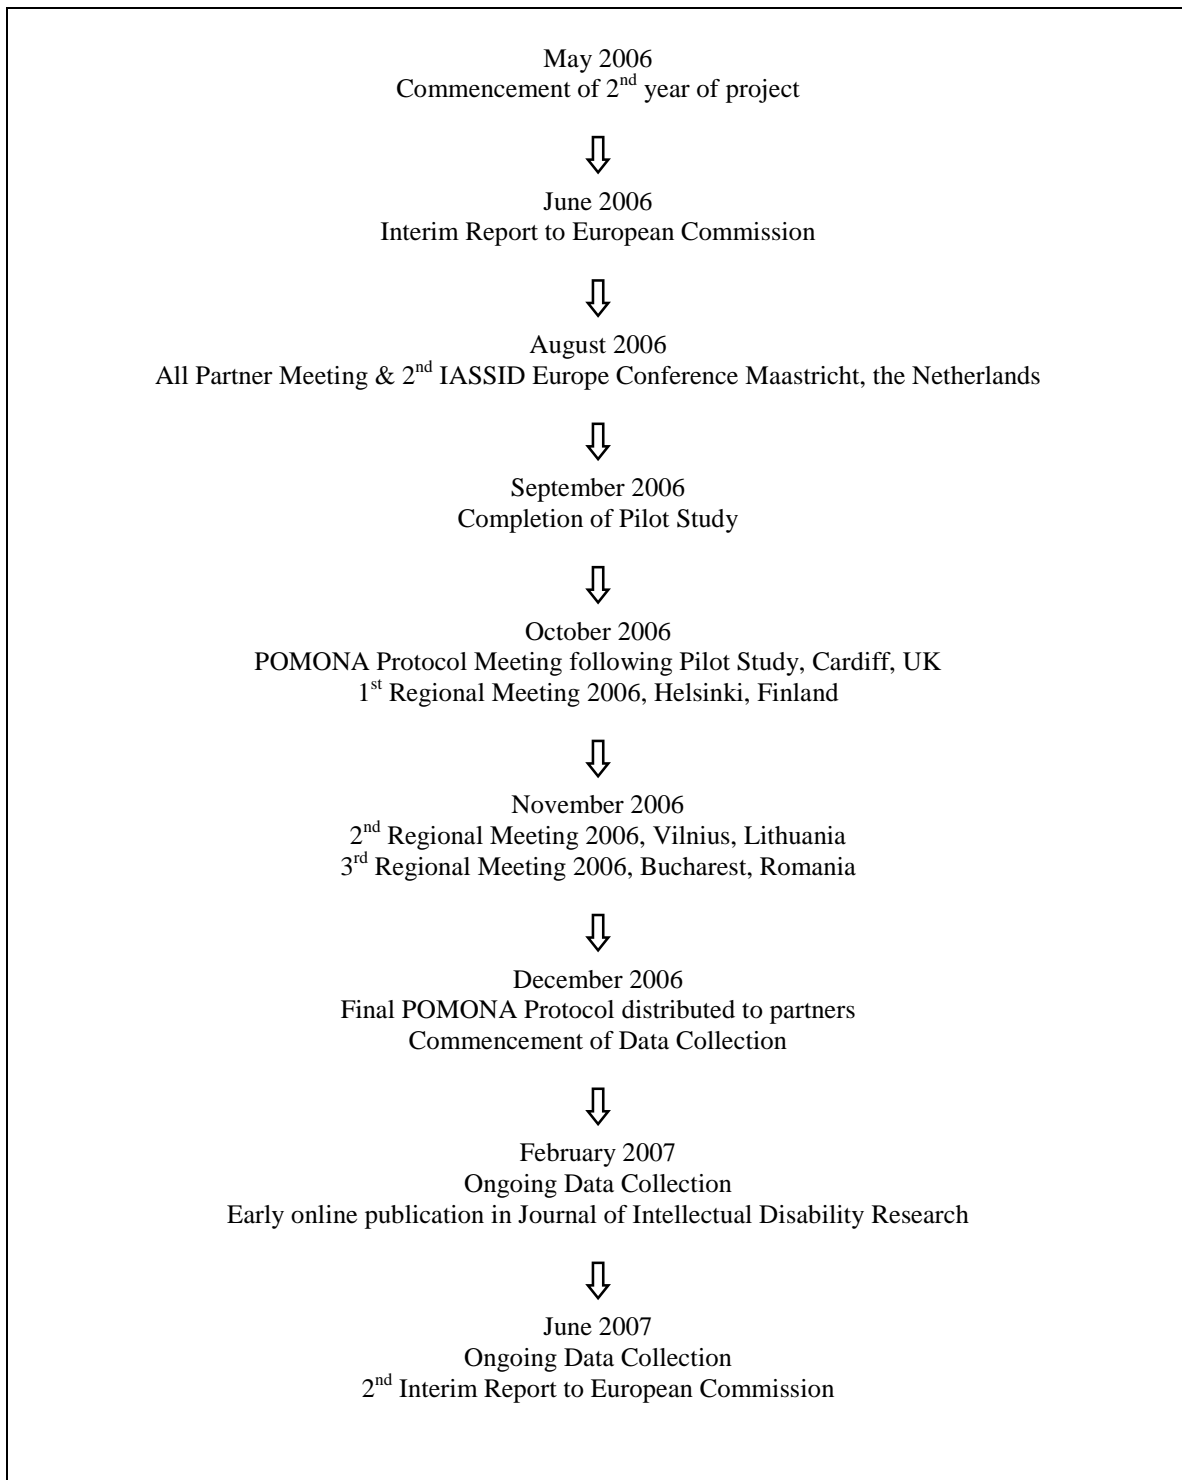 May 2006
Commencement of 2nd year of project
June 2006
Interim Report to European Commission
August 2006
All Partner Meeting & 2nd IASSID Europe Conference Maastricht, the Netherlands
September 2006
Completion of Pilot Study
October 2006
POMONA Protocol Meeting following Pilot Study, Cardiff, UK
1st Regional Meeting 2006, Helsinki, Finland
November 2006
2nd Regional Meeting 2006, Vilnius, Lithuania
3rd Regional Meeting 2006, Bucharest, Romania
December 2006
Final POMONA Protocol distributed to partners
Commencement of Data Collection
February 2007
Ongoing Data Collection
Early online publication in Journal of Intellectual Disability Research
June 2007
Ongoing Data Collection
2nd Interim Report to European Commission